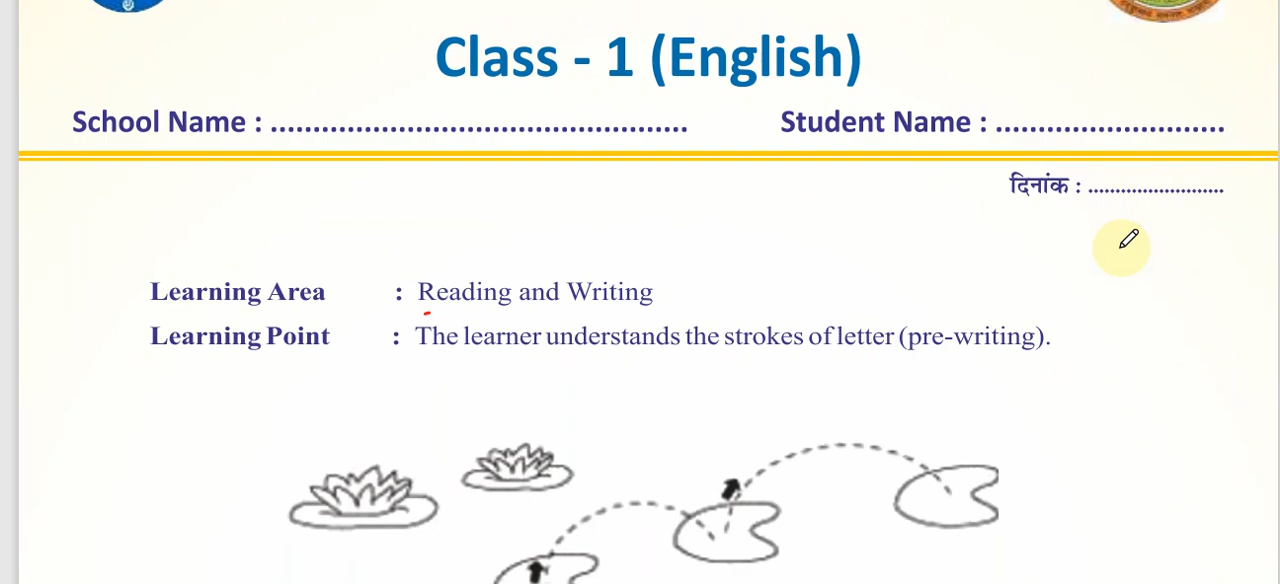 Class - 1 (English)
School Name : ................................................. Student Name : ...........................
दिनांक : .........................
Learning Area : Reading and Writing
Learning Point : The learner understands the strokes of letter (pre-writing).